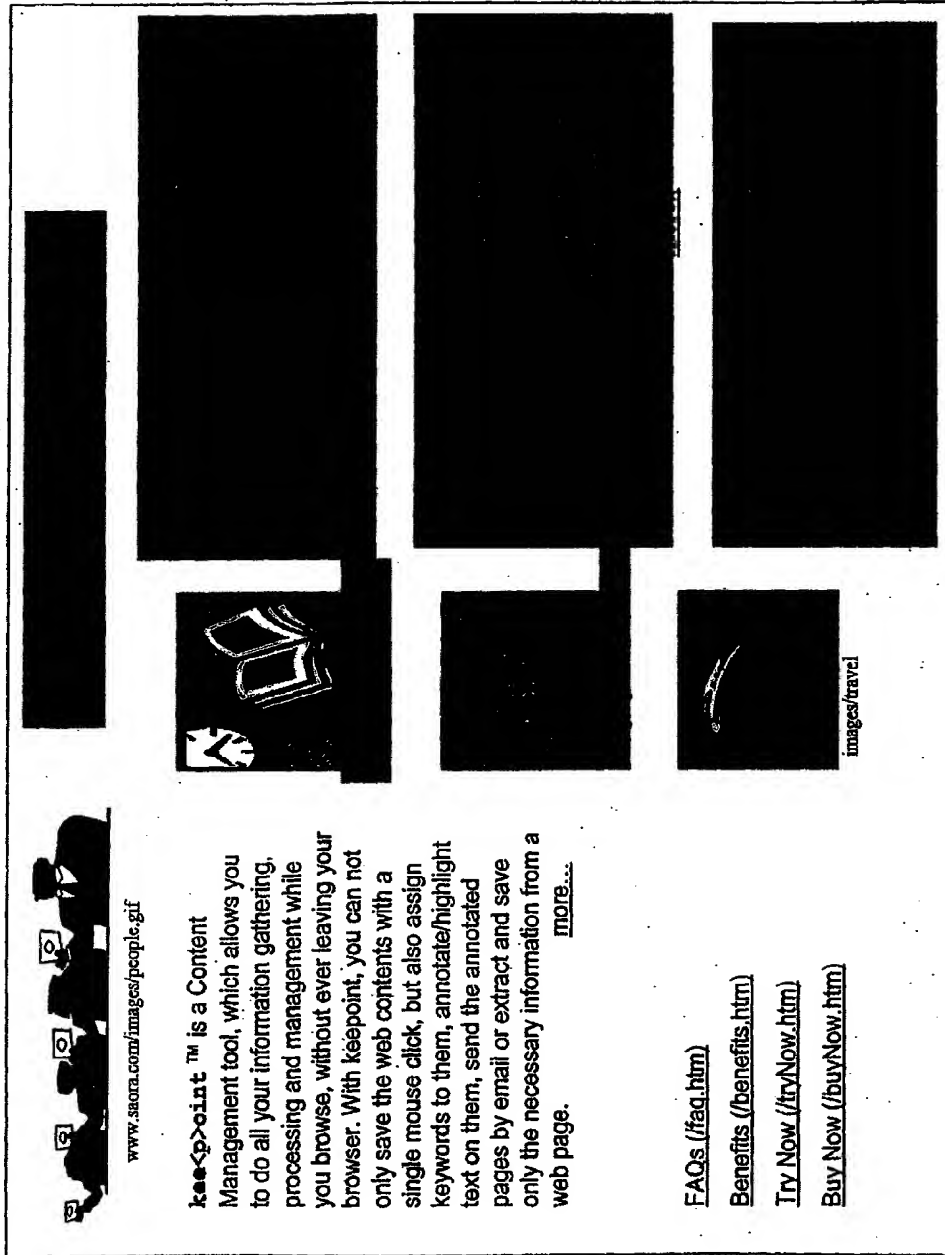 www.saora.com/images/people.gif
kee<p>oint ™ is a Content
Management tool, which allows you
to do all your information gathering,
processing and management while
you browse, without ever leaving your
browser. With keepoint, you can not
only save the web contents with a
single mouse click, but also assign
keywords to them, annotate/highlight
text on them, send the annotated
pages by email or extract and save
only the necessary information from a
web page. more...
FAQs (/faq.htm)
Benefits (/benefits.htm)
Try Now (/tryNow.htm)
Buy Now (/buyNow.htm)
images/travel